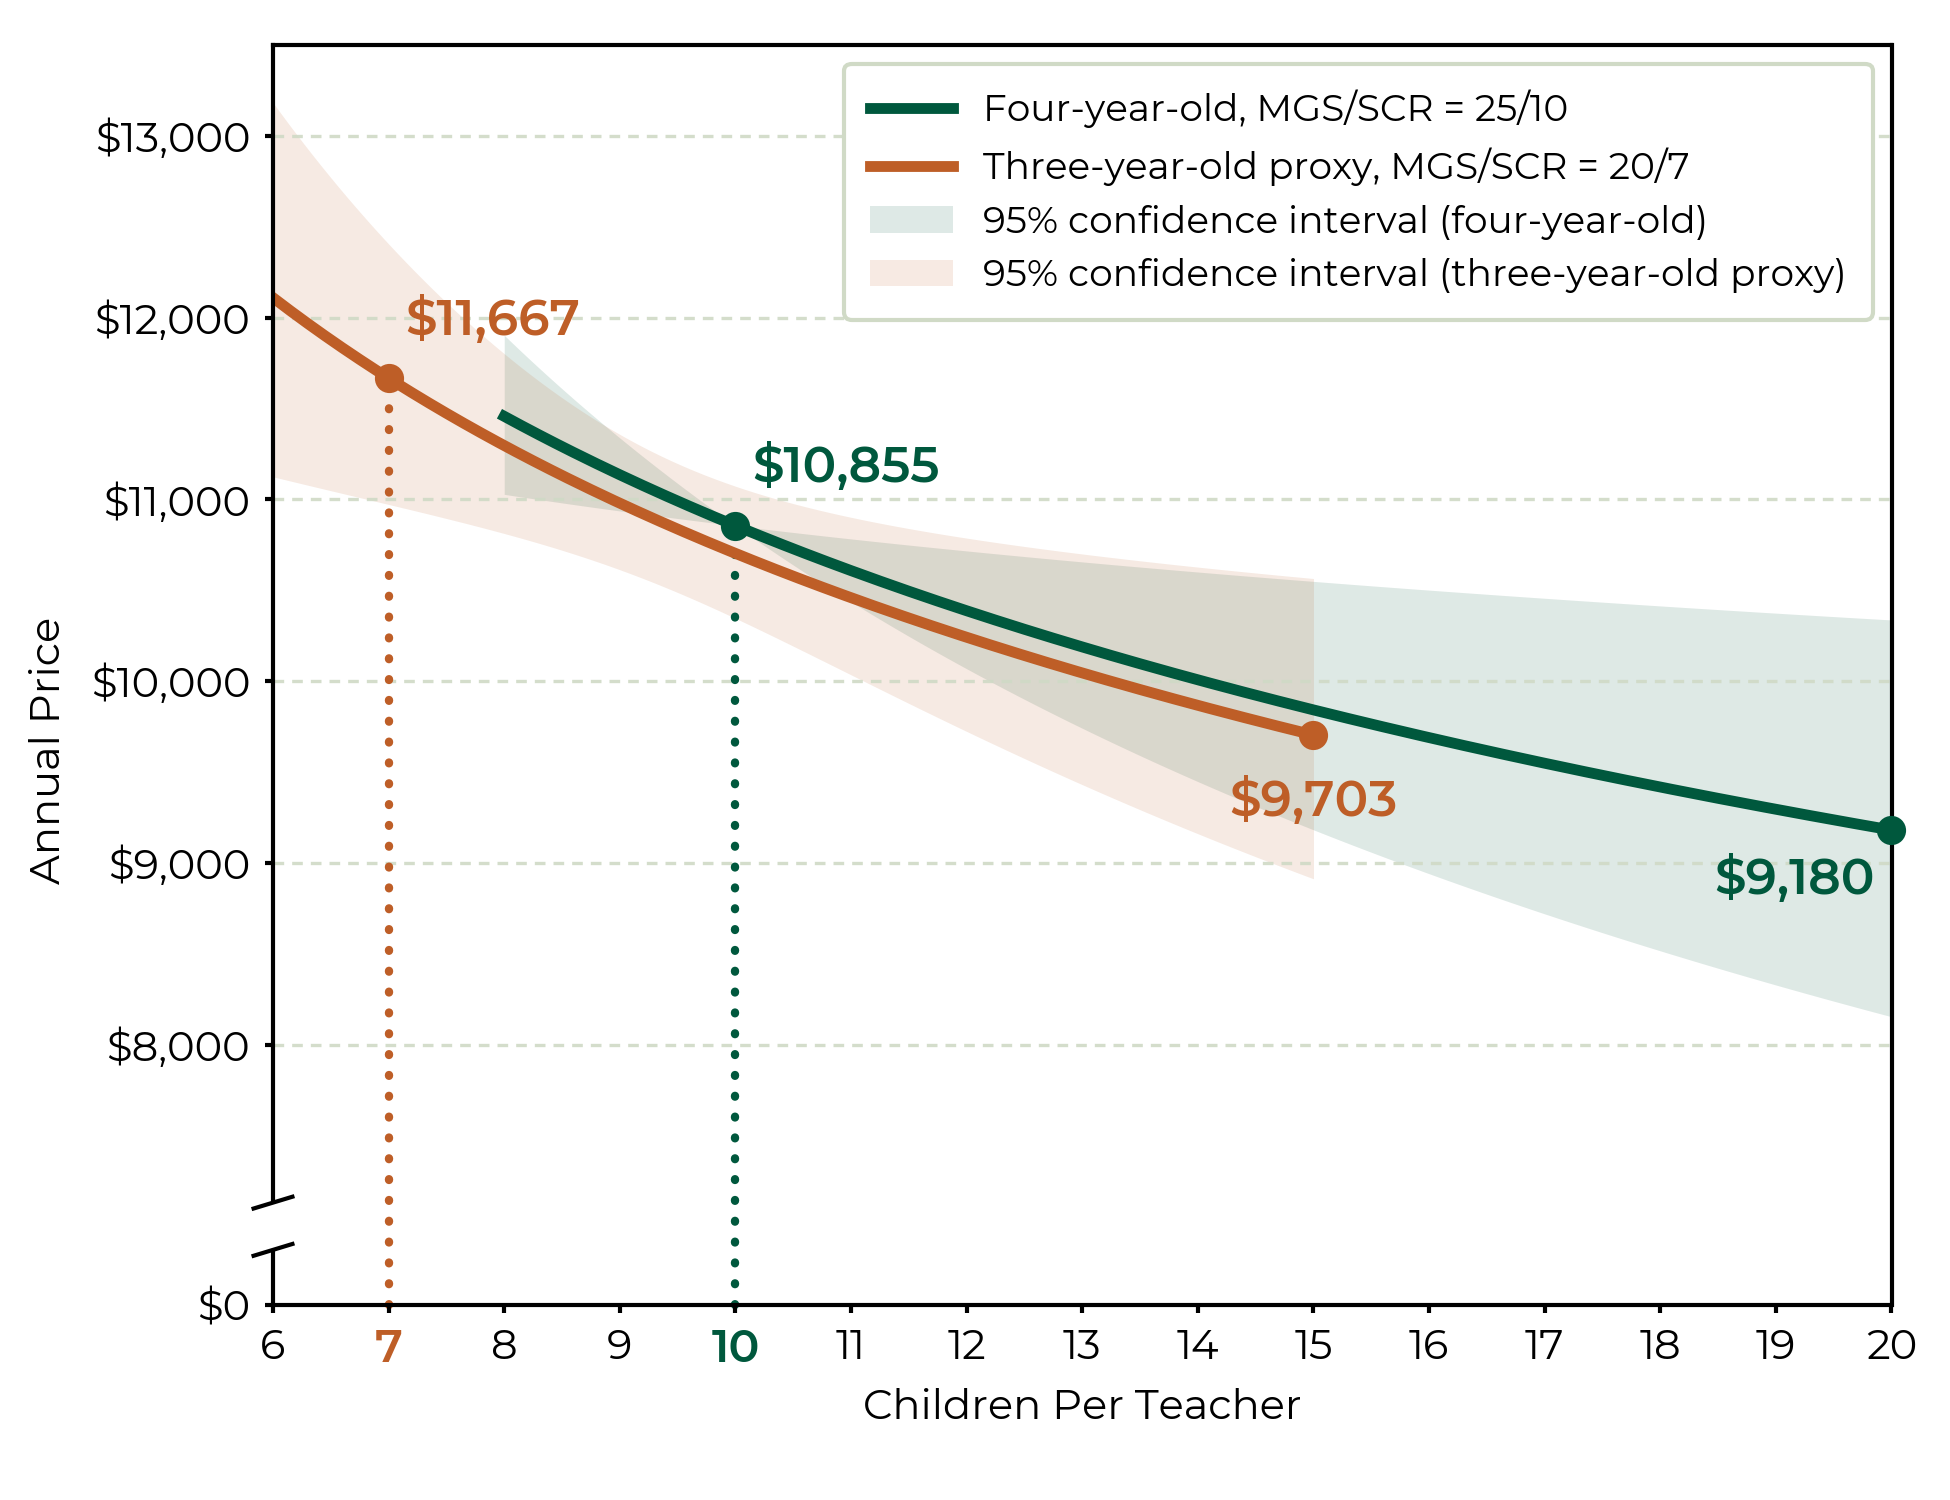 Four-year-old, MGS/SCR = 25/10
Three-year-old proxy, MGS/SCR = 20/7
95% confidence interval (four-year-old)
95% confidence interval (three-year-old proxy)
$13,000
$12,000
$11,000
$10,000
$9,000
$8,000
$0
Annual Price
$11,667
$10,855
$9,703
$9,180
6 7 8 9 10 11 12 13 14 15 16 17 18 19 20
Children Per Teacher